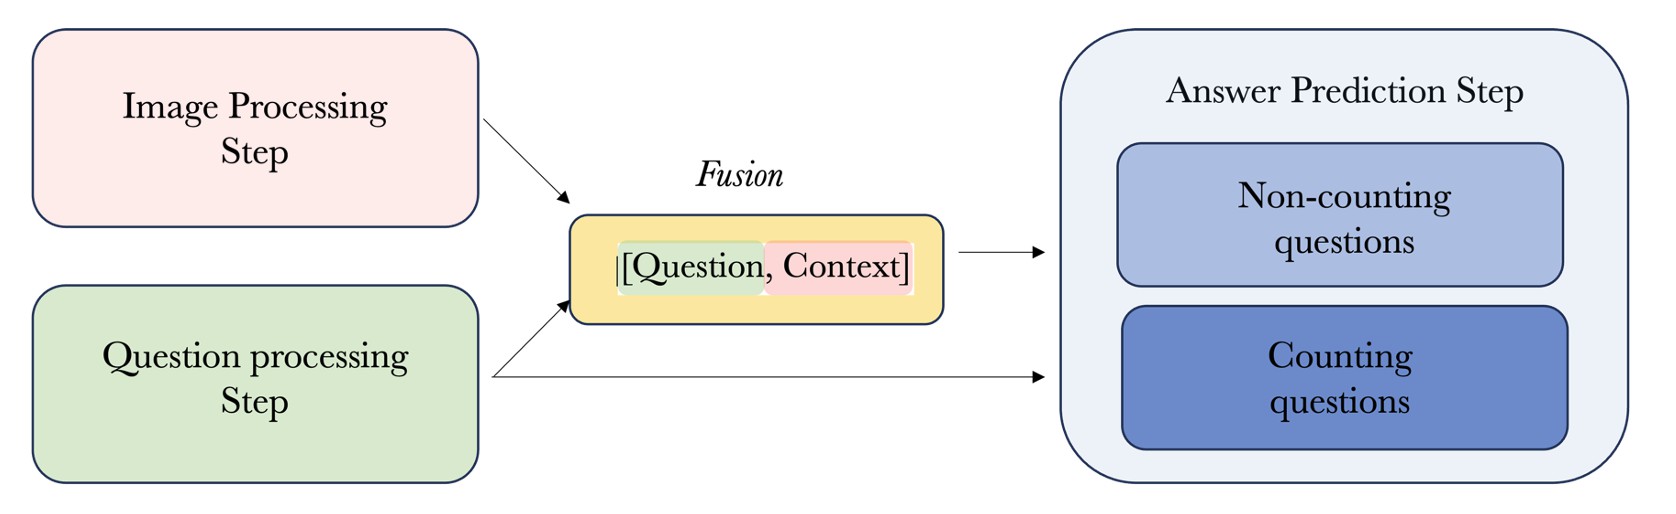 Image Processing
Step
Question processing
Step
Fusion
[Question, Context]
Answer Prediction Step
Non-counting
questions
Counting
questions